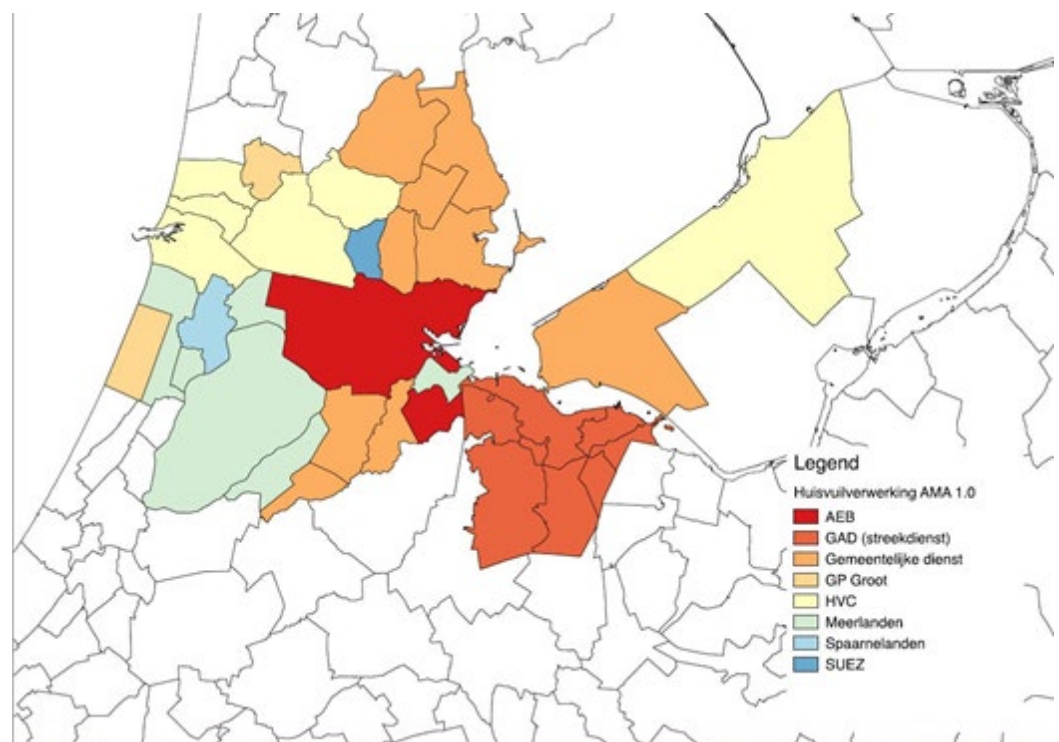 Legend
Huisvuilverwerking AMA 1.0
AEB
GAD (streekdienst)
Gemeentelijke dienst
GP Groot
HVC
Meerlanden
Spaarnelanden
SUEZ